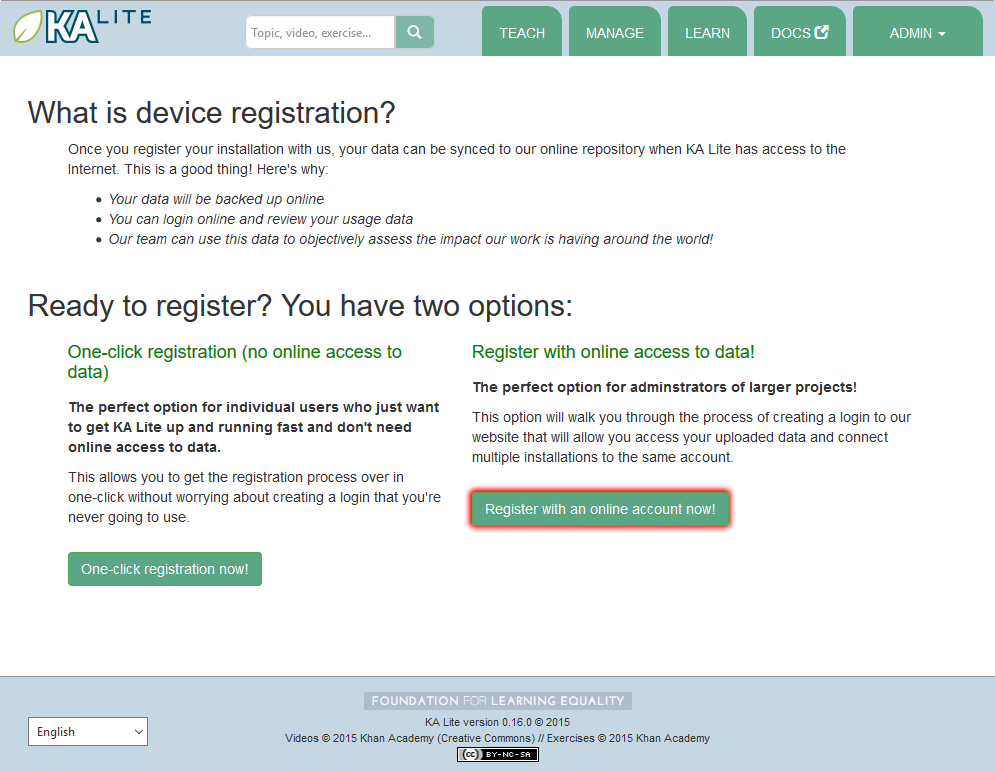 KA LITE
Topic, video, exercise...
TEACH
MANAGE
LEARN
DOCS
ADMIN
What is device registration?
Once you register your installation with us, your data can be synced to our online repository when KA Lite has access to the
Internet. This is a good thing! Here's why:
Your data will be backed up online
You can login online and review your usage data
Our team can use this data to objectively assess the impact our work is having around the world!
Ready to register? You have two options:
One-click registration (no online access to
data)
The perfect option for individual users who just want
to get KA Lite up and running fast and don't need
online access to data.
This allows you to get the registration process over in
one-click without worrying about creating a login that you're
never going to use.
One-click registration now!
Register with online access to data!
The perfect option for adminstrators of larger projects!
This option will walk you through the process of creating a login to our
website that will allow you access your uploaded data and connect
multiple installations to the same account.
Register with an online account now!
English
FOUNDATION FOR LEARNING EQUALITY
KA Lite version 0.16.0 © 2015
Videos © 2015 Khan Academy (Creative Commons) // Exercises © 2015 Khan Academy
cc BY-NC-SA